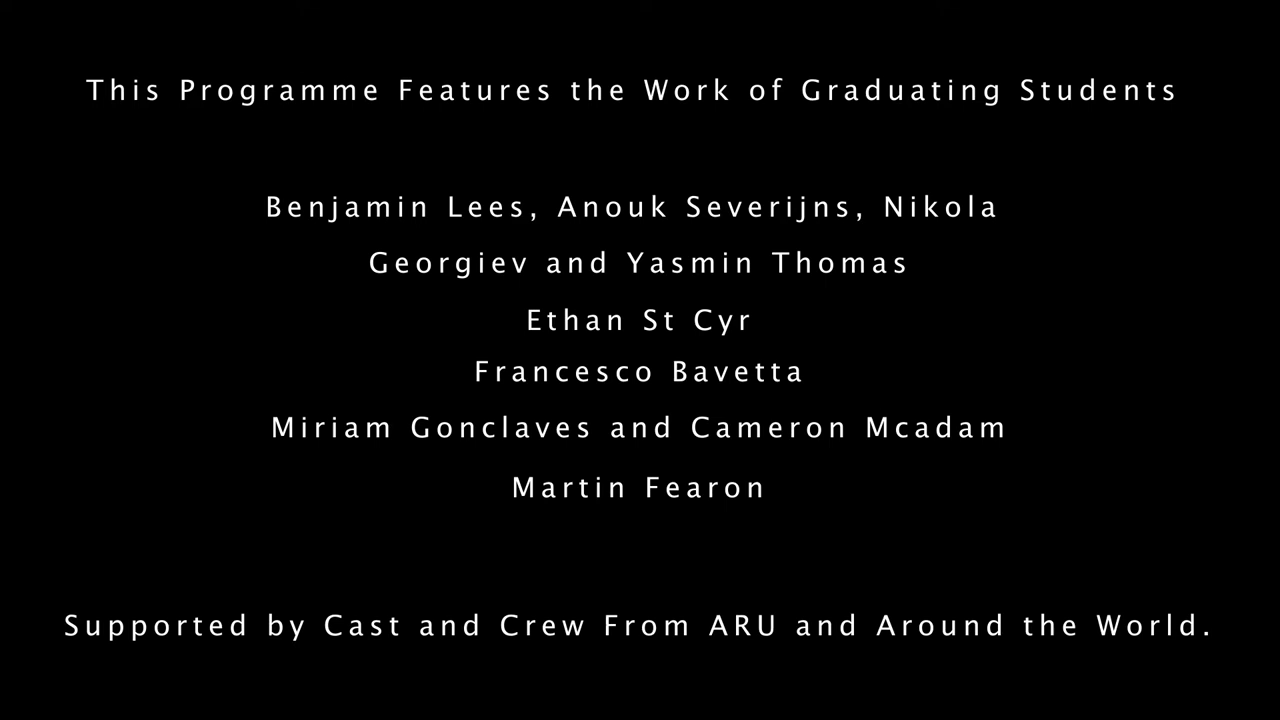 This Programme Features the Work of Graduating Students
Benjamin Lees, Anouk Severijns, Nikola
Georgiev and Yasmin Thomas
Ethan St Cyr
Francesco Bavetta
Miriam Gonclaves and Cameron Mcadam
Martin Fearon
Supported by Cast and Crew From ARU and Around the World.